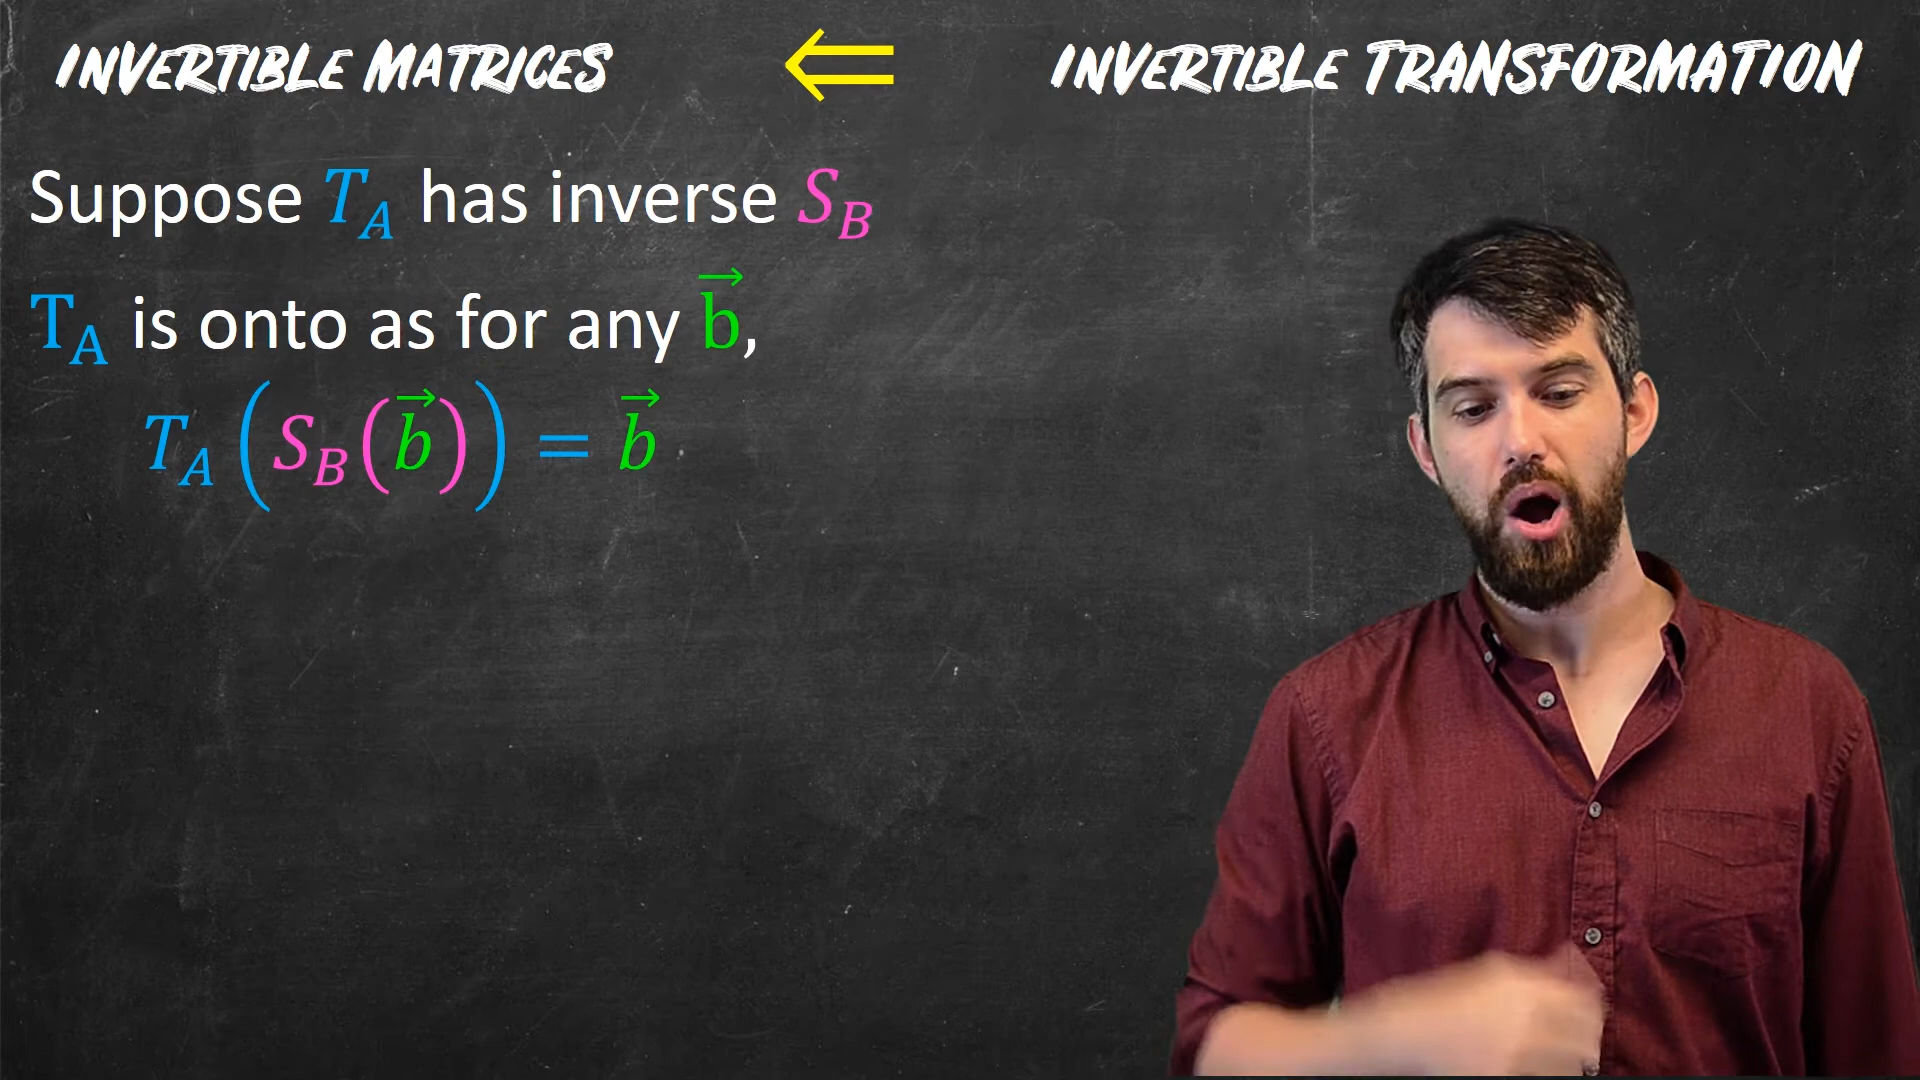 INVERTIBLE MATRICES ⇐ INVERTIBLE TRANSFORMATION
Suppose T_A has inverse S_B
T_A is onto as for any b⃗,
T_A(S_B(b⃗)) = b⃗